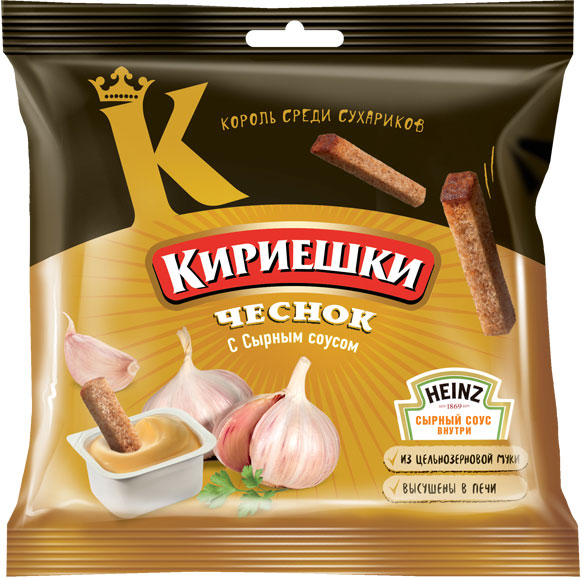 К
КОРОЛЬ СРЕДИ СУХАРИКОВ
КИРИЕШКИ
ЧЕСНОК
С Сырным соусом
HEINZ
1869
СЫРНЫЙ СОУС
ВНУТРИ
ИЗ ЦЕЛЬНОЗЕРНОВОЙ МУКИ
ВЫСУШЕНЫ В ПЕЧИ